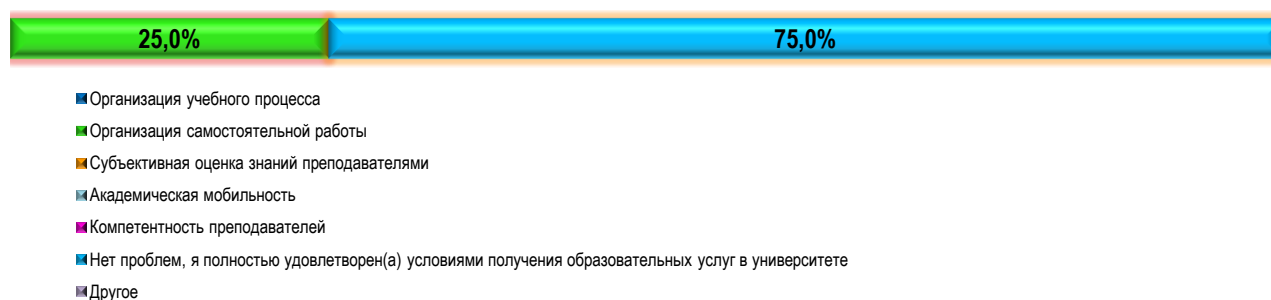 25,0% 75,0%
Организация учебного процесса
Организация самостоятельной работы
Субъективная оценка знаний преподавателями
Академическая мобильность
Компетентность преподавателей
Нет проблем, я полностью удовлетворен(а) условиями получения образовательных услуг в университете
Другое